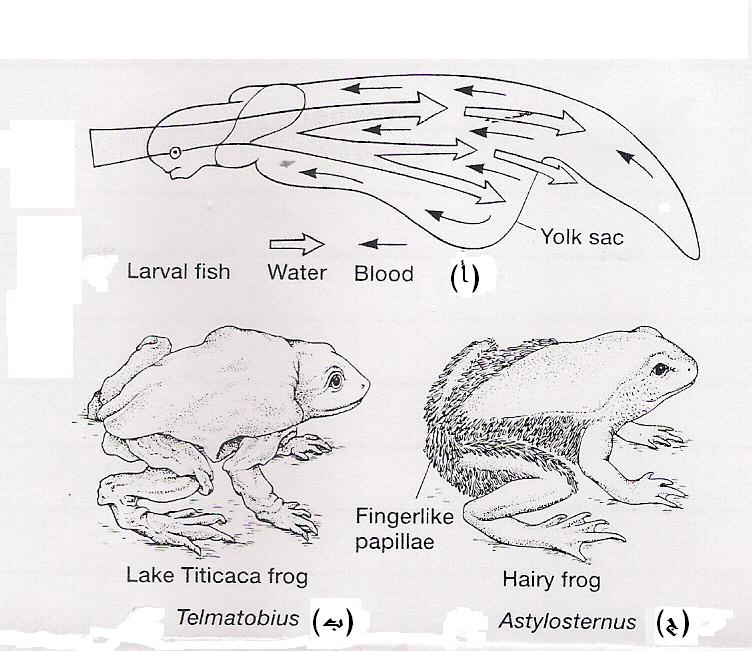 Yolk sac
Larval fish Water Blood (أ)
Fingerlike
papillae
Lake Titicaca frog Hairy frog
Telmatobius (ب) Astylosternus (ج)